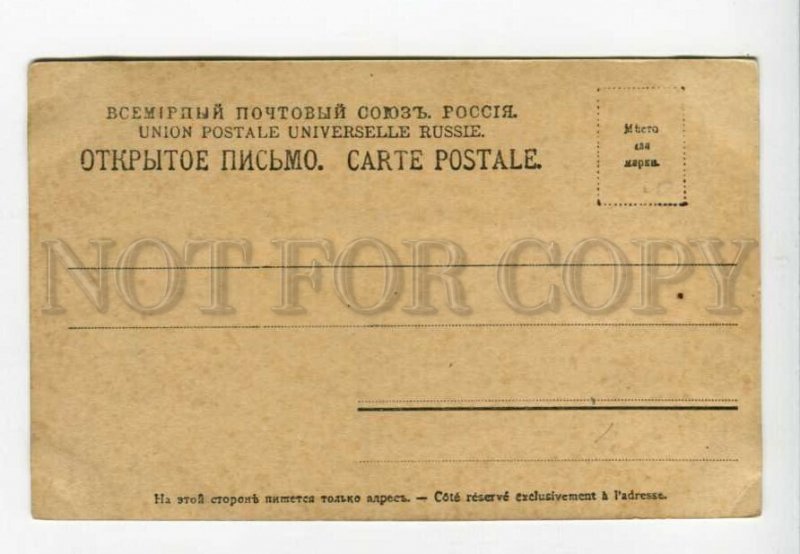 ВСЕМІРНЫЙ ПОЧТОВЫЙ СОЮЗЪ. РОССІЯ.
UNION POSTALE UNIVERSELLE RUSSIE.
ОТКРЫТОЕ ПИСЬМО. CARTE POSTALE.
Мѣсто
для
марки.
NOT FOR COPY
На этой сторонѣ пишется только адресъ. — Côté réservé exclusivement à l'adresse.